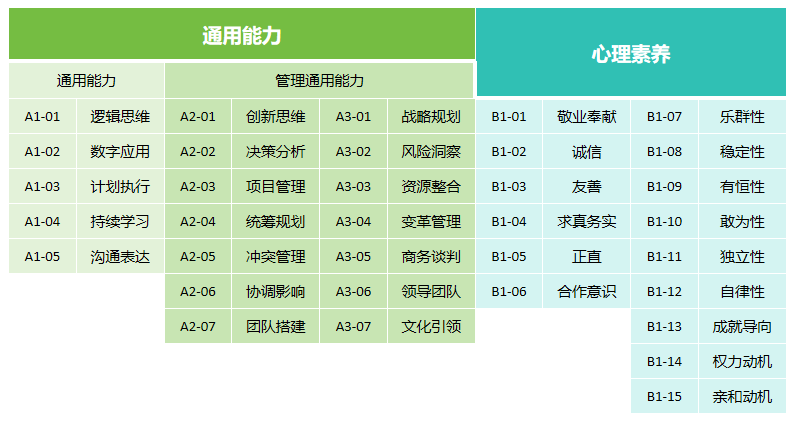 通用能力 心理素养
通用能力 管理通用能力
A1-01 逻辑思维 A2-01 创新思维 A3-01 战略规划 B1-01 敬业奉献 B1-07 乐群性
A1-02 数字应用 A2-02 决策分析 A3-02 风险洞察 B1-02 诚信 B1-08 稳定性
A1-03 计划执行 A2-03 项目管理 A3-03 资源整合 B1-03 友善 B1-09 有恒性
A1-04 持续学习 A2-04 统筹规划 A3-04 变革管理 B1-04 求真务实 B1-10 敢为性
A1-05 沟通表达 A2-05 冲突管理 A3-05 商务谈判 B1-05 正直 B1-11 独立性
A2-06 协调影响 A3-06 领导团队 B1-06 合作意识 B1-12 自律性
A2-07 团队搭建 A3-07 文化引领 B1-13 成就导向
B1-14 权力动机
B1-15 亲和动机